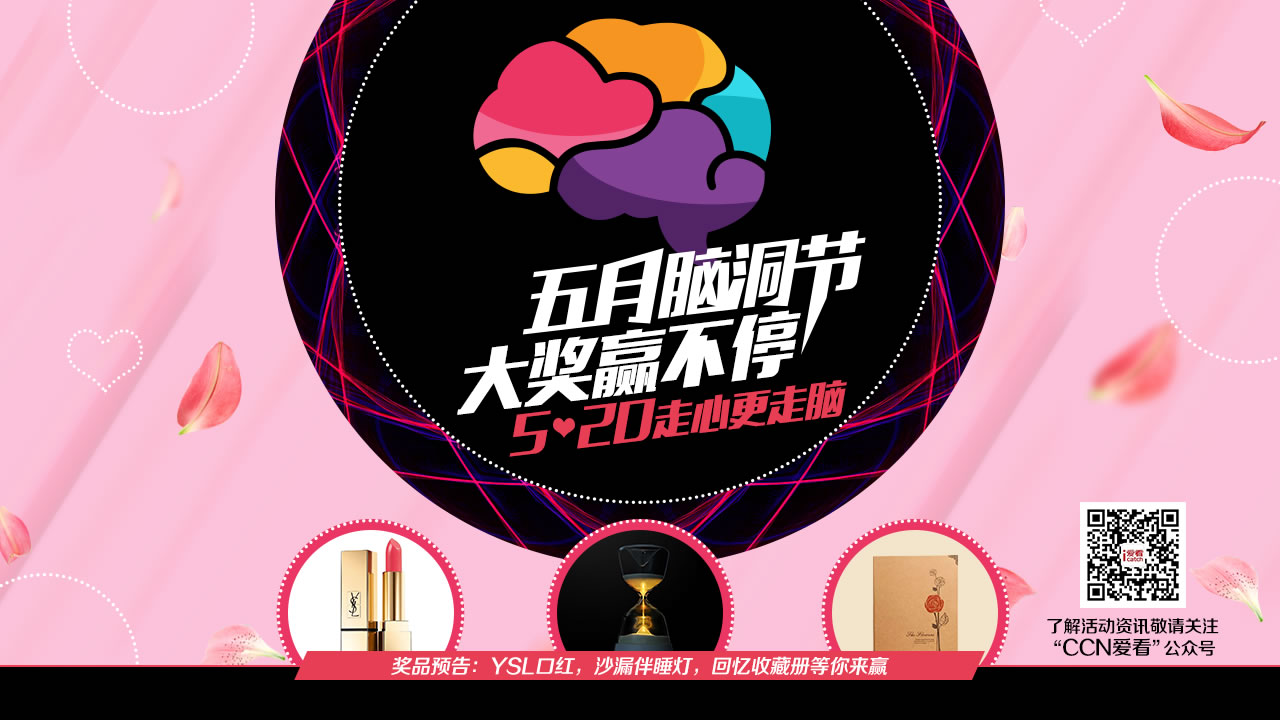 五月脑洞节
大奖赢不停
5❤20走心更走脑
YSL
The Flowers
爱看
i catch
了解活动资讯敬请关注
“CCN爱看”公众号
奖品预告：YSL口红，沙漏伴睡灯，回忆收藏册等你来赢